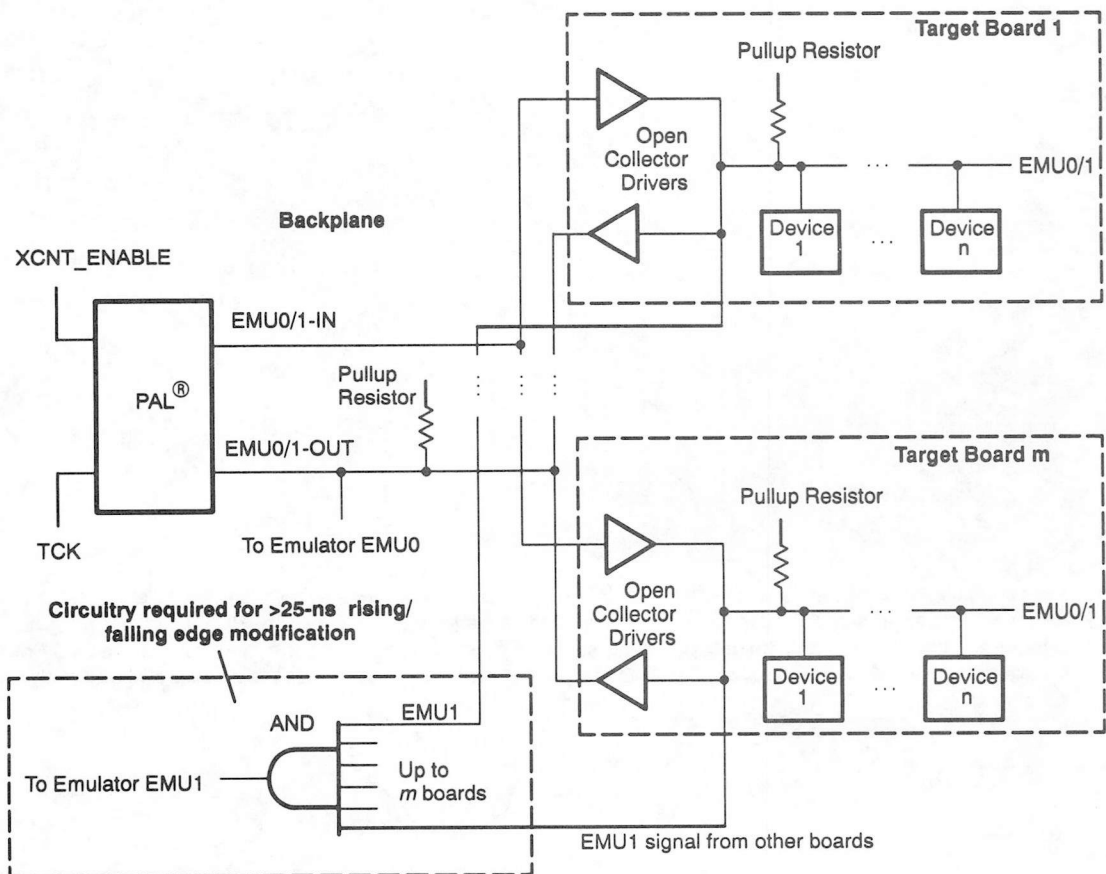 Target Board 1
Pullup Resistor
Open
Collector
Drivers
EMU0/1
Device
1
Device
n
Backplane
XCNT_ENABLE
EMU0/1-IN
PAL®
Pullup
Resistor
EMU0/1-OUT
TCK
To Emulator EMU0
Target Board m
Pullup Resistor
Open
Collector
Drivers
EMU0/1
Device
1
Device
n
Circuitry required for >25-ns rising/
falling edge modification
AND
EMU1
To Emulator EMU1
Up to
m boards
EMU1 signal from other boards